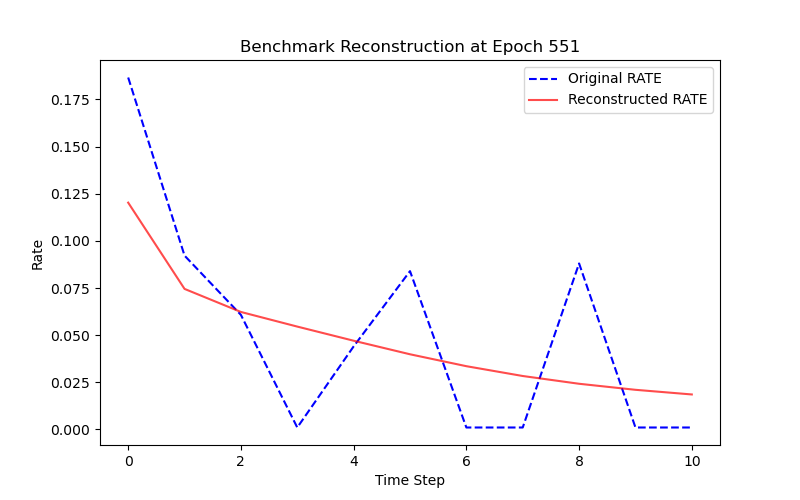 Benchmark Reconstruction at Epoch 551
Original RATE
Reconstructed RATE
0.175
0.150
0.125
0.100
0.075
0.050
0.025
0.000
Rate
0 2 4 6 8 10
Time Step